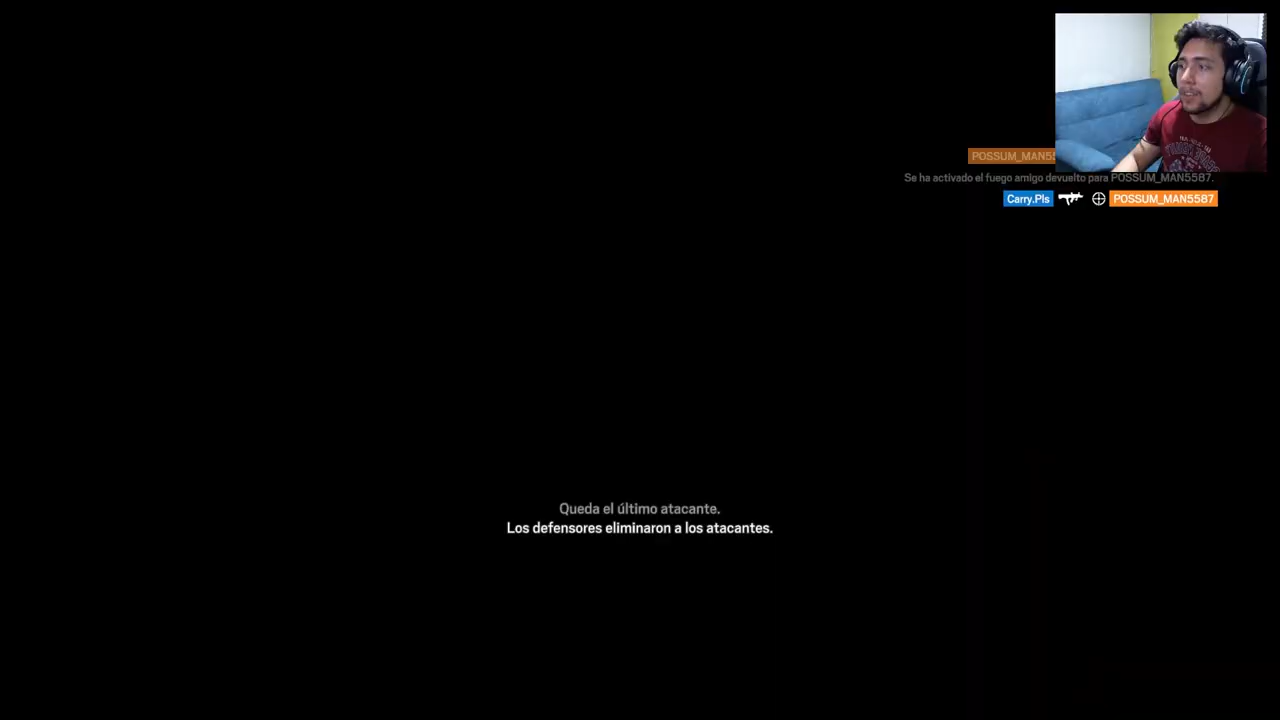 POSSUM_MAN55
Se ha activado el fuego amigo devuelto para POSSUM_MAN5587.
Carry.Pls POSSUM_MAN5587
Queda el último atacante.
Los defensores eliminaron a los atacantes.